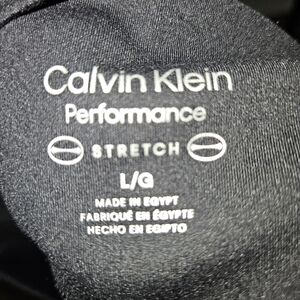 Calvin Klein
Performance
STRETCH
L/G
MADE IN EGYPT
FABRIQUÉ EN ÉGYPTE
HECHO EN EGIPTO